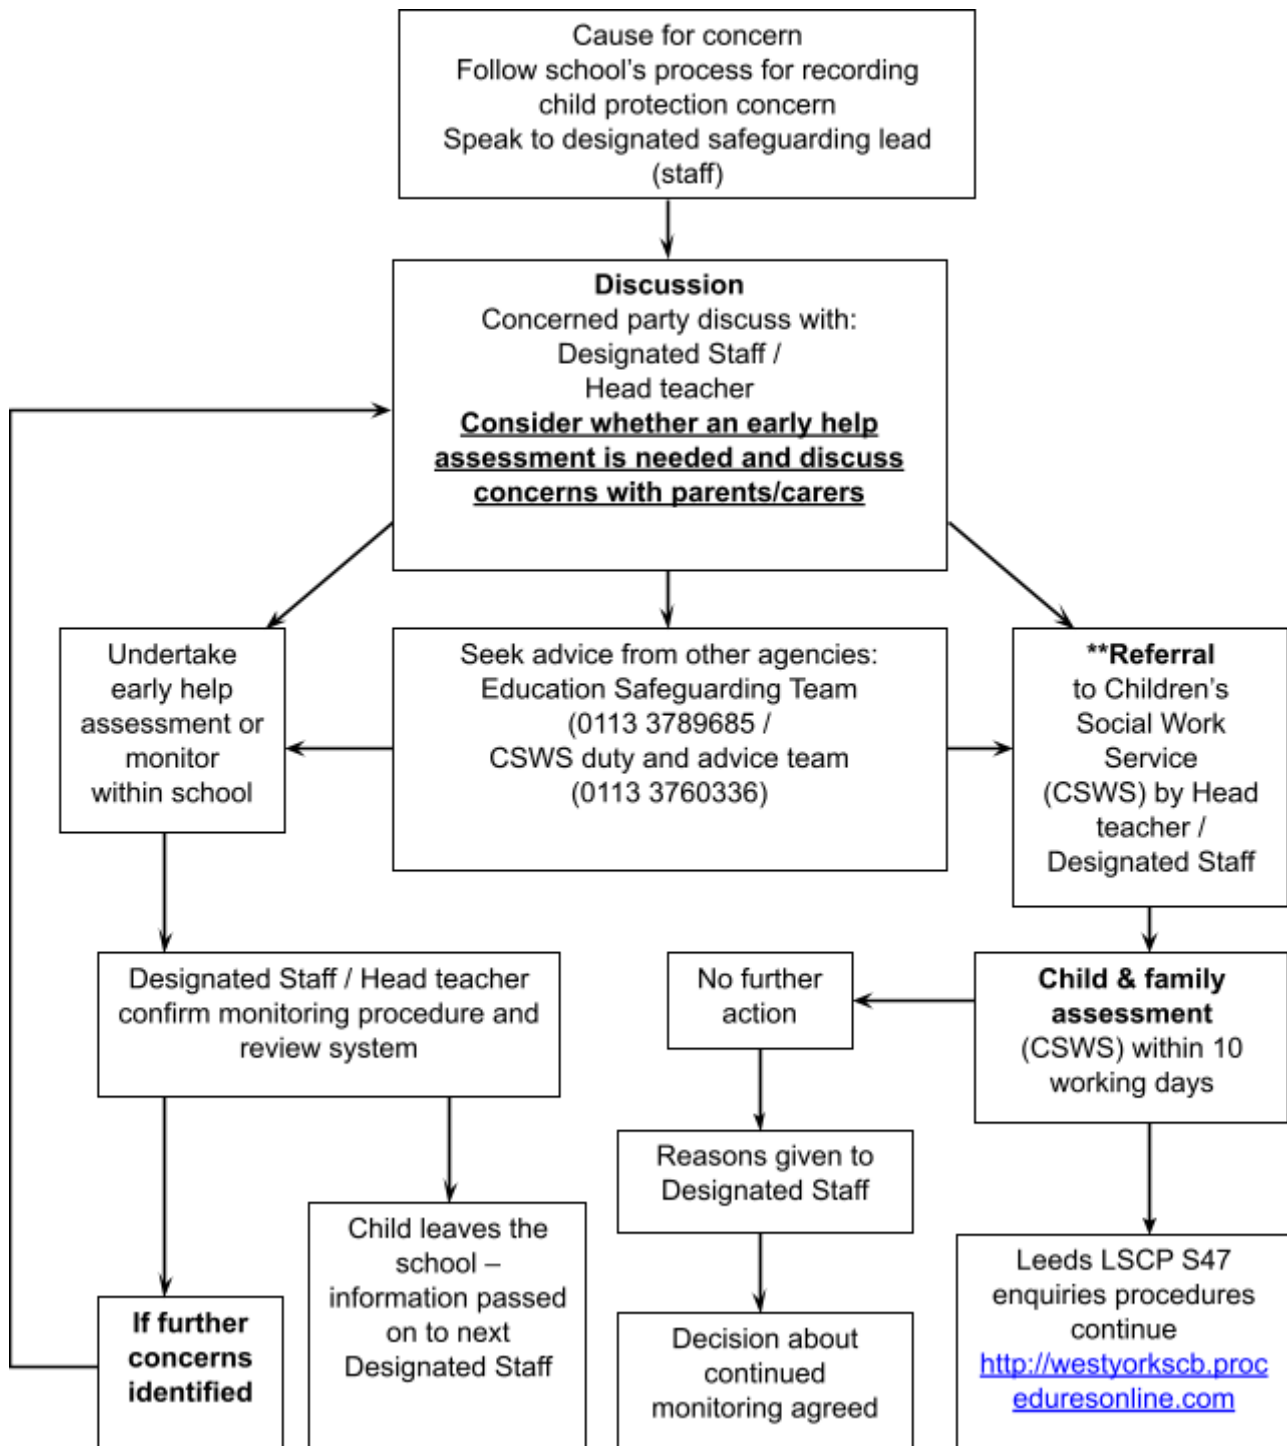 Cause for concern
Follow school's process for recording
child protection concern
Speak to designated safeguarding lead
(staff)
Discussion
Concerned party discuss with:
Designated Staff /
Head teacher
Consider whether an early help
assessment is needed and discuss
concerns with parents/carers
Undertake
early help
assessment or
monitor
within school
Seek advice from other agencies:
Education Safeguarding Team
(0113 3789685 /
CSWS duty and advice team
(0113 3760336)
**Referral
to Children's
Social Work
Service
(CSWS) by Head
teacher /
Designated Staff
Designated Staff / Head teacher
confirm monitoring procedure and
review system
No further
action
Child & family
assessment
(CSWS) within 10
working days
Reasons given to
Designated Staff
Child leaves the
school –
information passed
on to next
Designated Staff
If further
concerns
identified
Decision about
continued
monitoring agreed
Leeds LSCP S47
enquiries procedures
continue
http://westyorkscb.proc
eduresonline.com